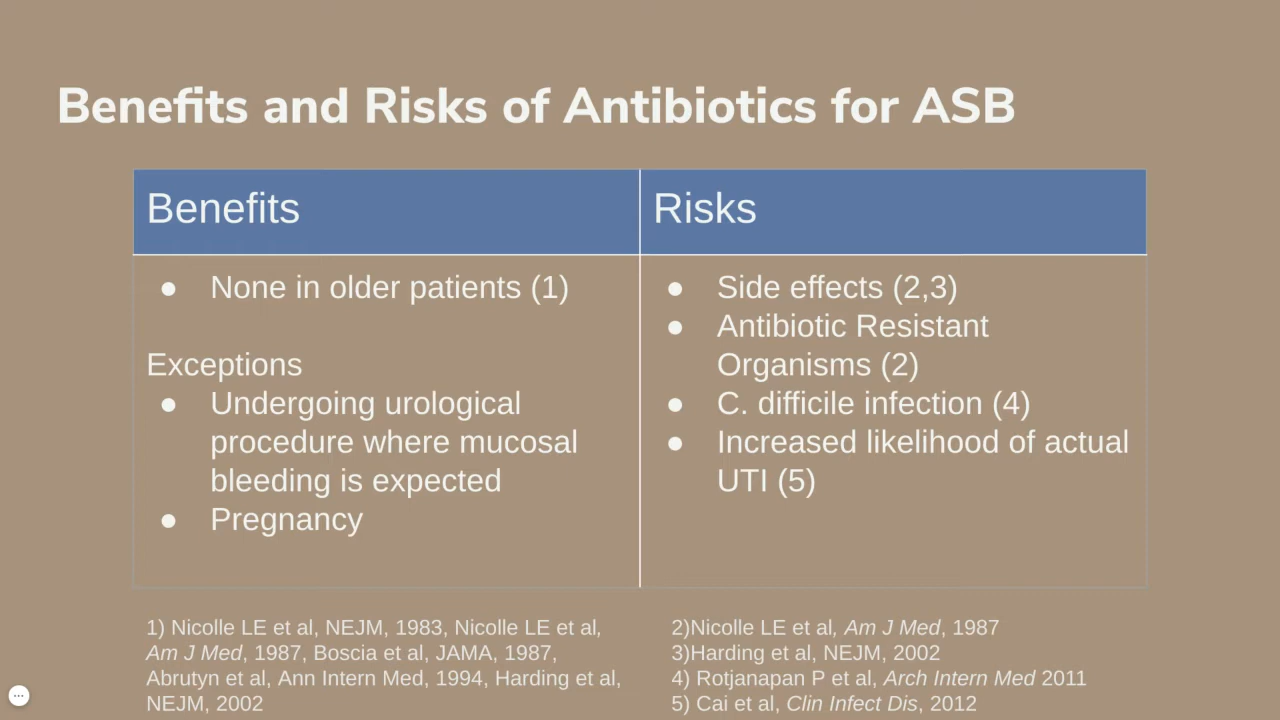 Benefits and Risks of Antibiotics for ASB
Benefits
● None in older patients (1)
Exceptions
● Undergoing urological
procedure where mucosal
bleeding is expected
● Pregnancy
Risks
● Side effects (2,3)
● Antibiotic Resistant
Organisms (2)
● C. difficile infection (4)
● Increased likelihood of actual
UTI (5)
1) Nicolle LE et al, NEJM, 1983, Nicolle LE et al,
Am J Med, 1987, Boscia et al, JAMA, 1987,
Abrutyn et al, Ann Intern Med, 1994, Harding et al,
NEJM, 2002
2)Nicolle LE et al, Am J Med, 1987
3)Harding et al, NEJM, 2002
4) Rotjanapan P et al, Arch Intern Med 2011
5) Cai et al, Clin Infect Dis, 2012